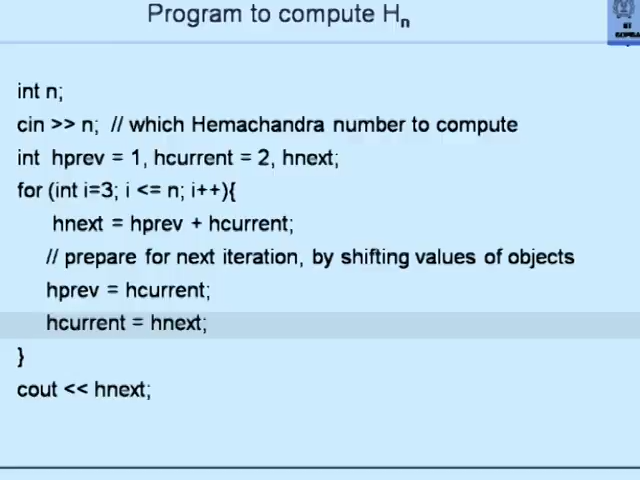 Program to compute Hn
int n;
cin >> n; // which Hemachandra number to compute
int hprev = 1, hcurrent = 2, hnext;
for (int i=3; i <= n; i++){
hnext = hprev + hcurrent;
// prepare for next iteration, by shifting values of objects
hprev = hcurrent;
hcurrent = hnext;
}
cout << hnext;